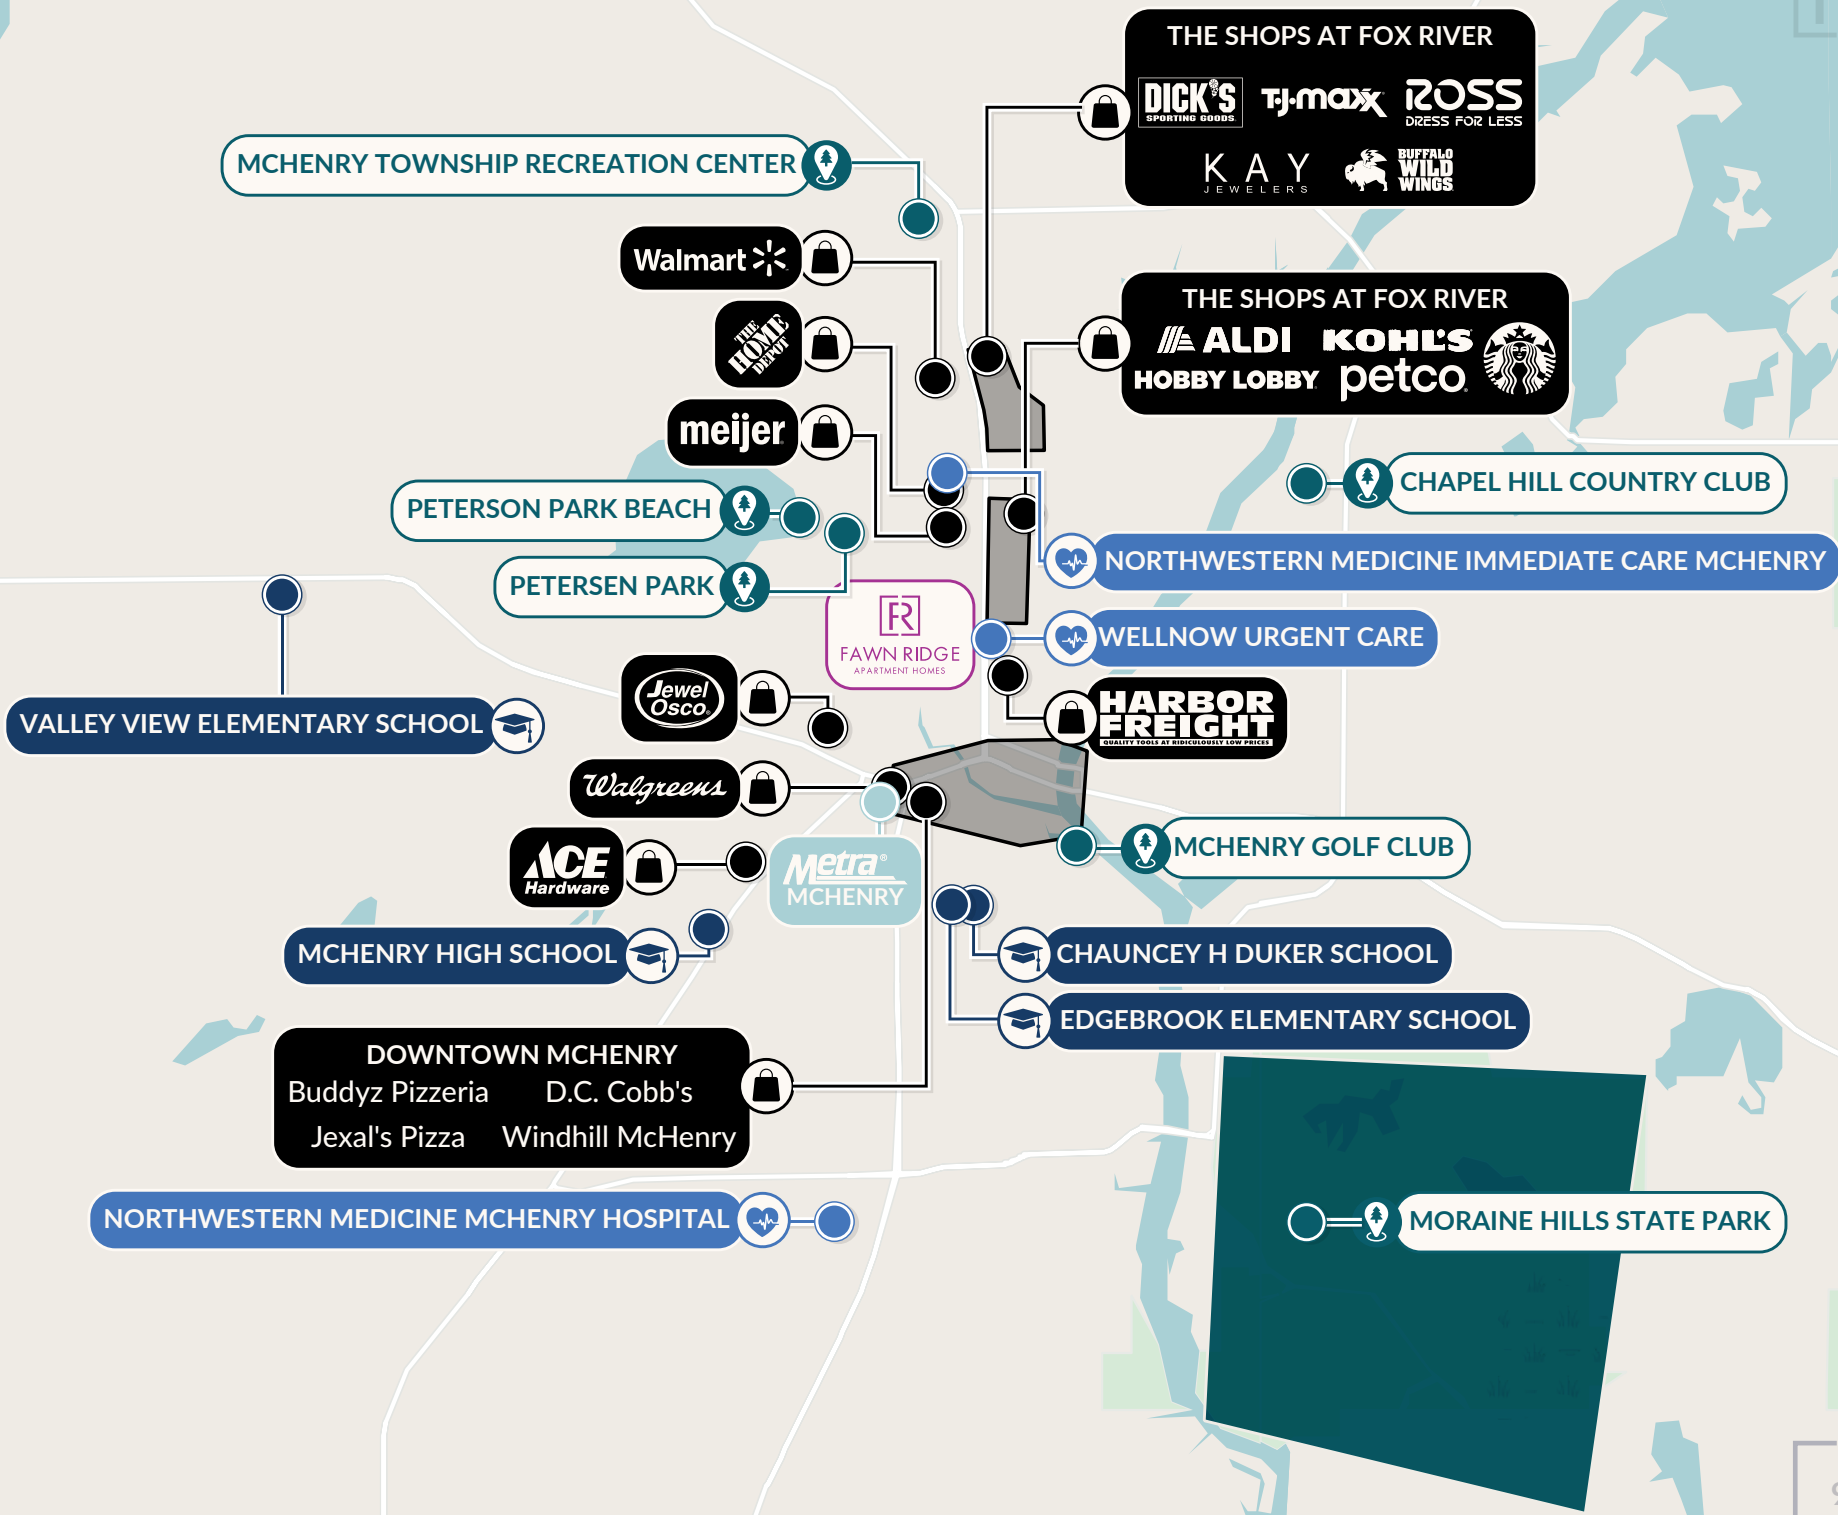 THE SHOPS AT FOX RIVER
DICK'S
SPORTING GOODS
T.J.maxx
ROSS
DRESS FOR LESS
KAY
JEWELERS
BUFFALO
WILD
WINGS
MCHENRY TOWNSHIP RECREATION CENTER
Walmart
THE SHOPS AT FOX RIVER
ALDI
KOHL'S
HOBBY LOBBY
petco
THE
HOME
DEPOT
meijer
CHAPEL HILL COUNTRY CLUB
PETERSON PARK BEACH
NORTHWESTERN MEDICINE IMMEDIATE CARE MCHENRY
PETERSEN PARK
FR
FAWN RIDGE
APARTMENT HOMES
WELLNOW URGENT CARE
Jewel
Osco
HARBOR
FREIGHT
QUALITY TOOLS AT RIDICULOUSLY LOW PRICES
VALLEY VIEW ELEMENTARY SCHOOL
Walgreens
MCHENRY GOLF CLUB
ACE
Hardware
Metra®
MCHENRY
MCHENRY HIGH SCHOOL
CHAUNCEY H DUKER SCHOOL
EDGEBROOK ELEMENTARY SCHOOL
DOWNTOWN MCHENRY
Buddyz Pizzeria
D.C. Cobb's
Jexal's Pizza
Windhill McHenry
NORTHWESTERN MEDICINE MCHENRY HOSPITAL
MORAINE HILLS STATE PARK